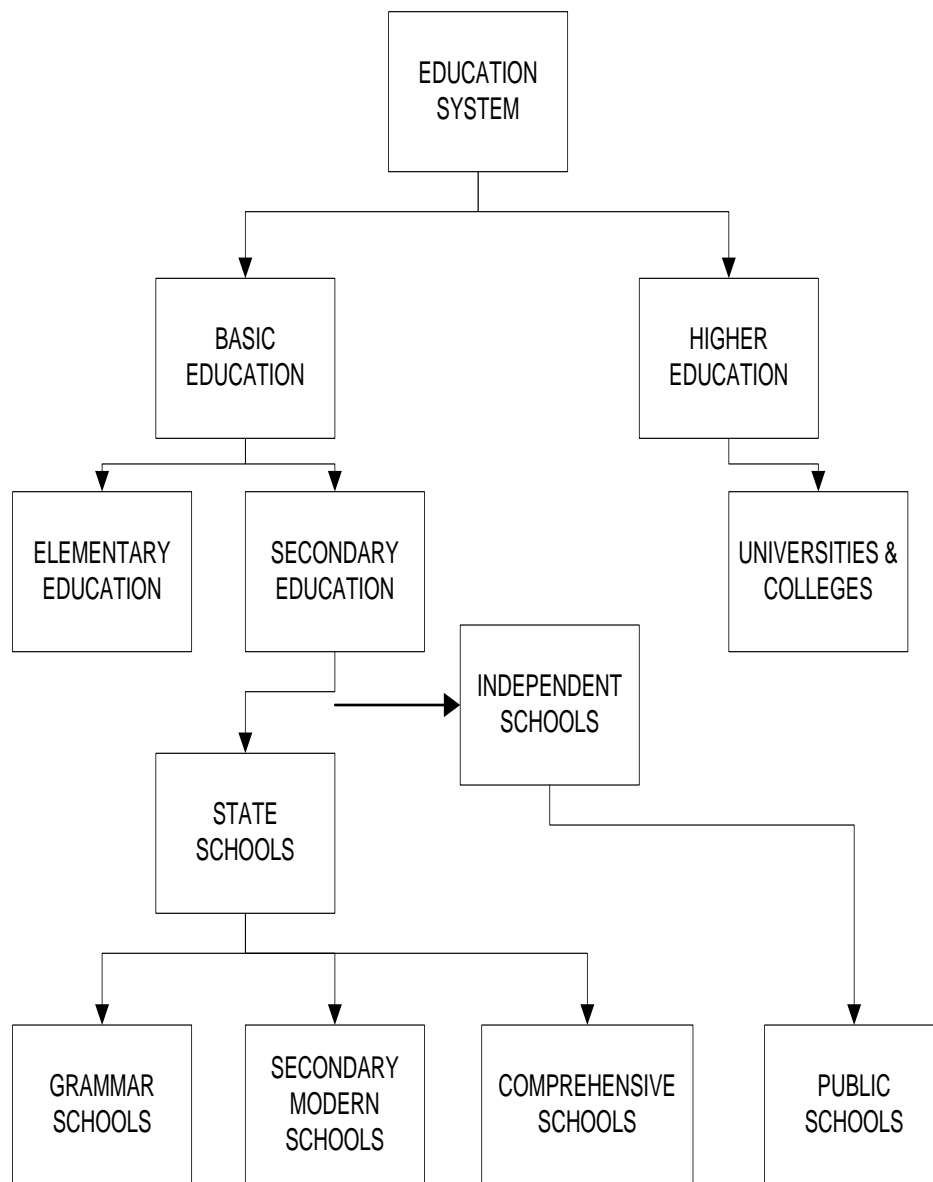 EDUCATION
SYSTEM
BASIC
EDUCATION
HIGHER
EDUCATION
ELEMENTARY
EDUCATION
SECONDARY
EDUCATION
UNIVERSITIES &
COLLEGES
INDEPENDENT
SCHOOLS
STATE
SCHOOLS
GRAMMAR
SCHOOLS
SECONDARY
MODERN
SCHOOLS
COMPREHENSIVE
SCHOOLS
PUBLIC
SCHOOLS